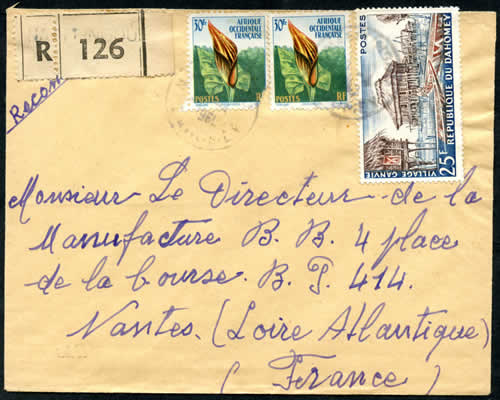 R 126
Recom
30F
AFRIQUE
OCCIDENTALE
FRANÇAISE
POSTES RF
30F
AFRIQUE
OCCIDENTALE
FRANÇAISE
POSTES RF
POSTES
RÉPUBLIQUE DU DAHOMEY
VILLAGE GANVIE
25F
Monsieur Le Directeur de la
Manufacture B. B. 4 place
de la bourse. B. P. 414.
Nantes. (Loire Atlantique)
( France )